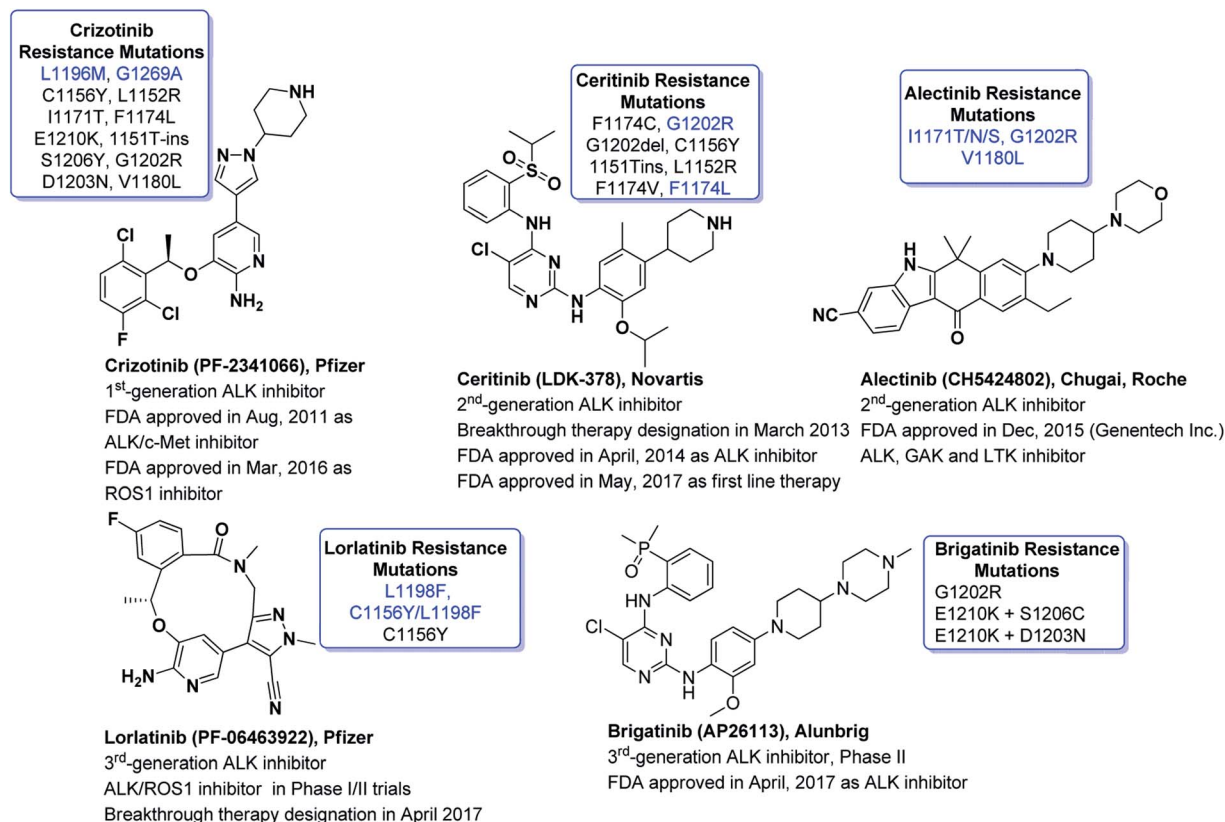 Crizotinib
Resistance Mutations
L1196M, G1269A
C1156Y, L1152R
I1171T, F1174L
E1210K, 1151T-ins
S1206Y, G1202R
D1203N, V1180L
NH
N
N
Cl
O
N
NH2
Cl
F
Crizotinib (PF-2341066), Pfizer
1st-generation ALK inhibitor
FDA approved in Aug, 2011 as
ALK/c-Met inhibitor
FDA approved in Mar, 2016 as
ROS1 inhibitor
Ceritinib Resistance
Mutations
F1174C, G1202R
G1202del, C1156Y
1151Tins, L1152R
F1174V, F1174L
O
S
O
NH
NH
Cl
N
N
N
H
O
Ceritinib (LDK-378), Novartis
2nd-generation ALK inhibitor
Breakthrough therapy designation in March 2013
FDA approved in April, 2014 as ALK inhibitor
FDA approved in May, 2017 as first line therapy
Alectinib Resistance
Mutations
I1171T/N/S, G1202R
V1180L
O
N
H
N
N
NC
O
Alectinib (CH5424802), Chugai, Roche
2nd-generation ALK inhibitor
FDA approved in Dec, 2015 (Genentech Inc.)
ALK, GAK and LTK inhibitor
F
O
N
N
N
O
H2N
N
N
Lorlatinib Resistance
Mutations
L1198F,
C1156Y/L1198F
C1156Y
Lorlatinib (PF-06463922), Pfizer
3rd-generation ALK inhibitor
ALK/ROS1 inhibitor in Phase I/II trials
Breakthrough therapy designation in April 2017
P
O
HN
Cl
N
N
N
H
O
N
N
N
Brigatinib Resistance
Mutations
G1202R
E1210K + S1206C
E1210K + D1203N
Brigatinib (AP26113), Alunbrig
3rd-generation ALK inhibitor, Phase II
FDA approved in April, 2017 as ALK inhibitor